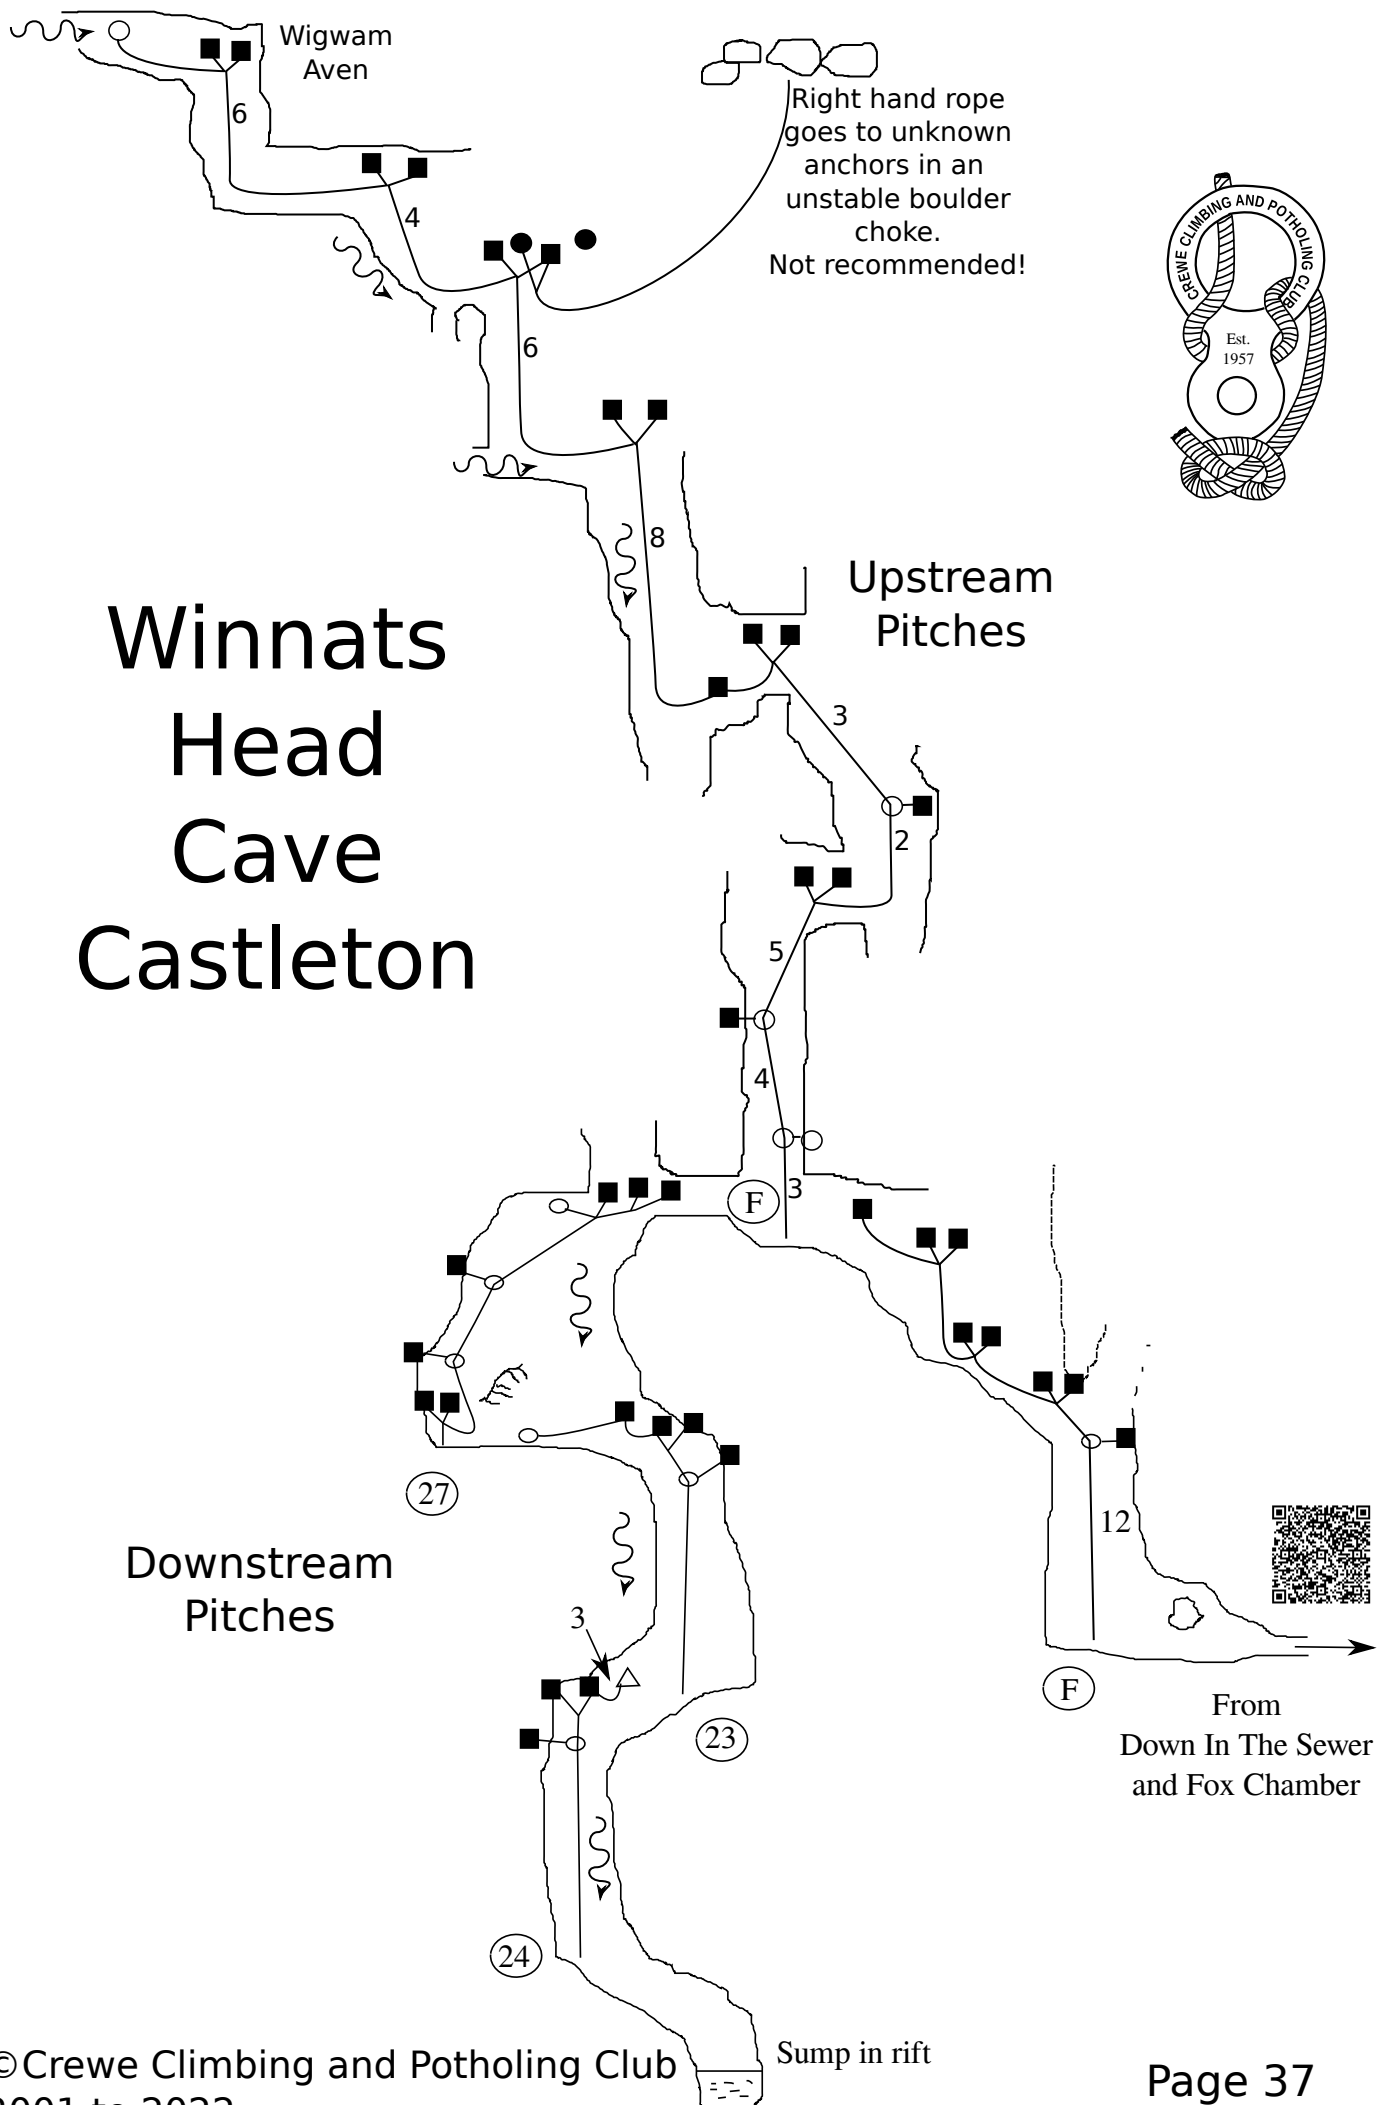 Wigwam
Aven
6
Right hand rope
goes to unknown
anchors in an
unstable boulder
choke.
Not recommended!
4
CREWE CLIMBING AND POTHOLING CLUB
Est.
1957
6
8
Upstream
Pitches
Winnats
Head
Cave
Castleton
3
2
5
4
F
3
27
12
Downstream
Pitches
3
F
23
From
Down In The Sewer
and Fox Chamber
24
Sump in rift
©Crewe Climbing and Potholing Club
Page 37